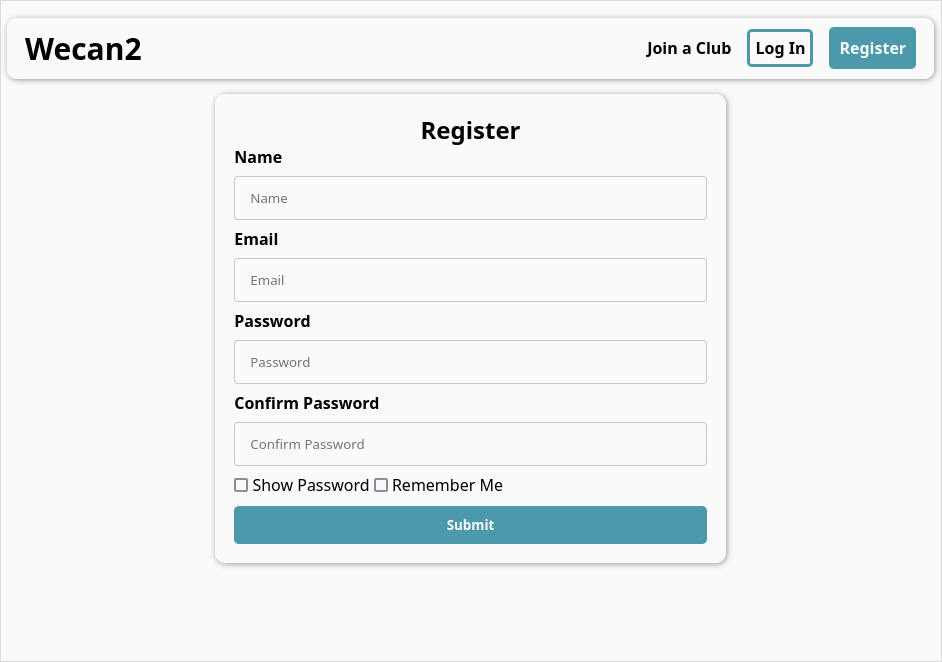 Wecan2
Join a Club Log In Register
Register
Name
Name
Email
Email
Password
Password
Confirm Password
Confirm Password
Show Password Remember Me
Submit